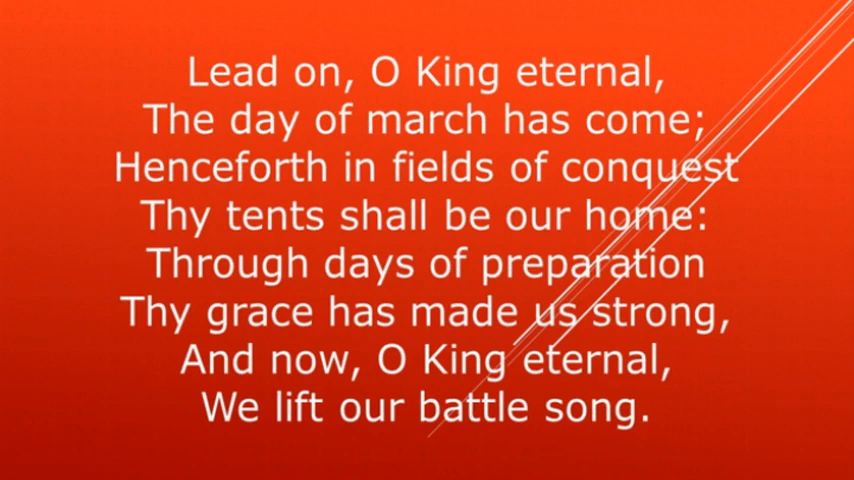 Lead on, O King eternal,
The day of march has come;
Henceforth in fields of conquest
Thy tents shall be our home:
Through days of preparation
Thy grace has made us strong,
And now, O King eternal,
We lift our battle song.